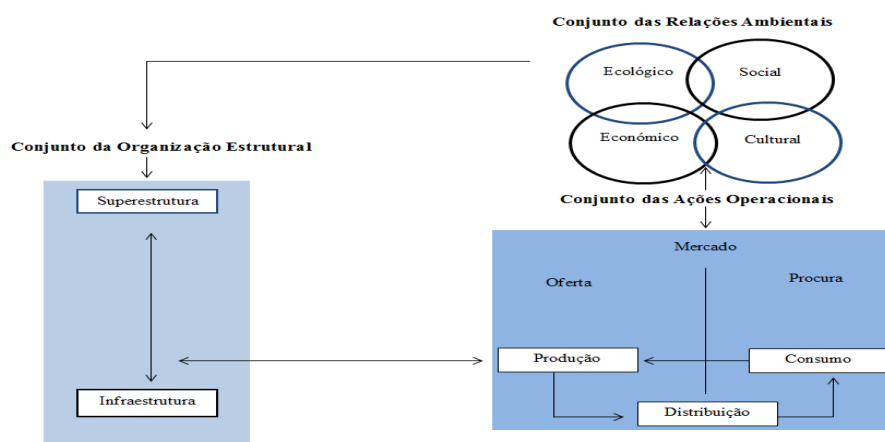 Conjunto das Relações Ambientais
Ecológico
Social
Económico
Cultural
Conjunto da Organização Estrutural
Superestrutura
Infraestrutura
Conjunto das Ações Operacionais
Mercado
Oferta
Procura
Produção
Consumo
Distribuição